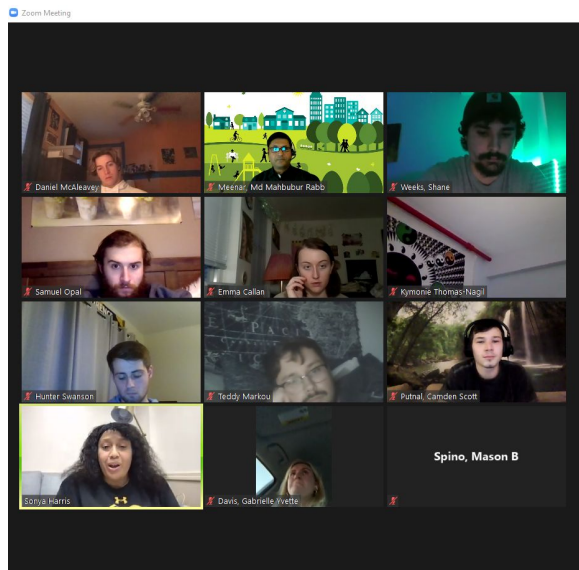 Zoom Meeting
Daniel McAleavey
Meenar, Md Mahbubur Rabb
Weeks, Shane
Samuel Opal
Emma Callan
Kymonie Thomas-Nagil
Hunter Swanson
Teddy Markou
Putnal, Camden Scott
Sonya Harris
Davis, Gabrielle Yvette
Spino, Mason B